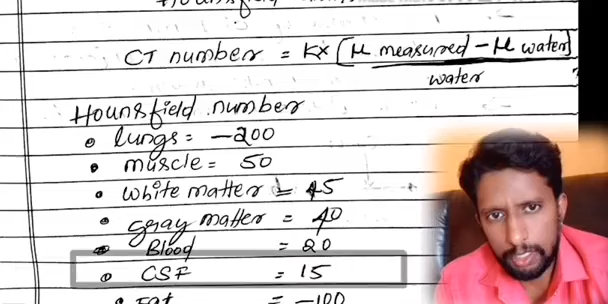 Hounsfield
CT number = K× [μ measured - μ water]
water
Hounsfield number
lungs = -200
muscle = 50
white matter = 45
gray matter = 40
Blood = 20
CSF = 15
Fat = -100